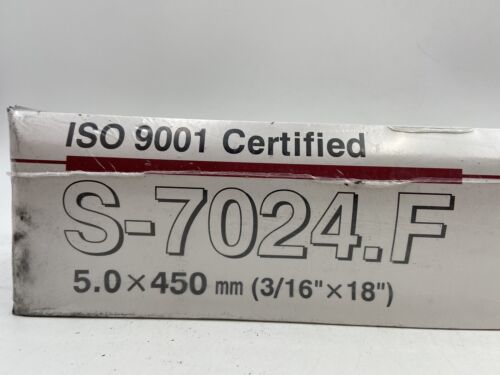 ISO 9001 Certified
S-7024.F
5.0×450 mm (3/16"×18")